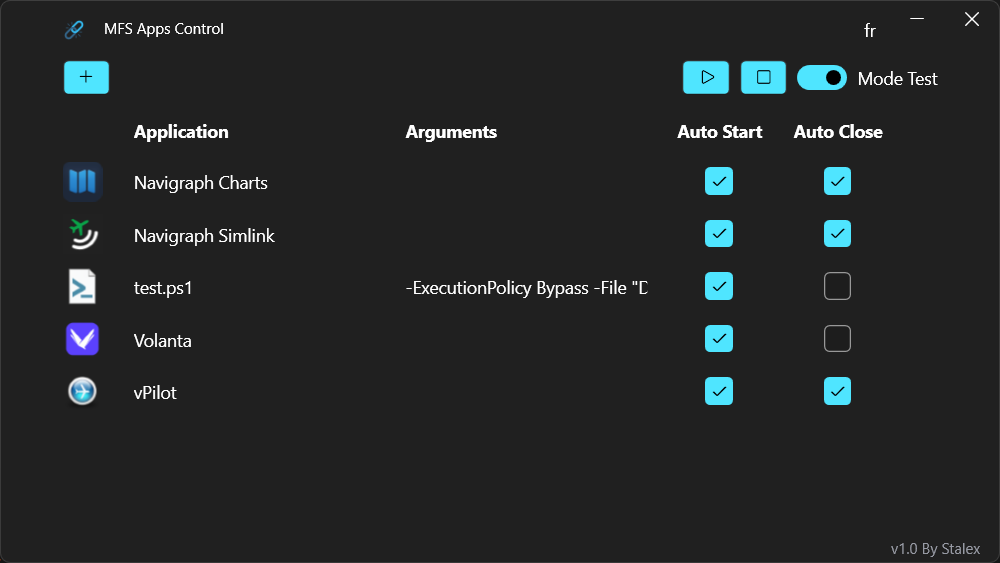 MFS Apps Control
fr
Mode Test
Application Arguments Auto Start Auto Close
Navigraph Charts
Navigraph Simlink
test.ps1 -ExecutionPolicy Bypass -File "D
Volanta
vPilot
v1.0 By Stalex